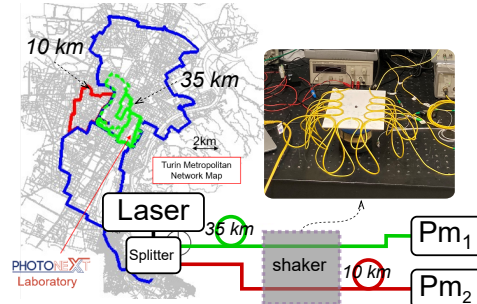 10 km
35 km
2km
Turin Metropolitan
Network Map
Laser
35 km
Pm1
Splitter
shaker
PHOTONEXT
Laboratory
10 km
Pm2